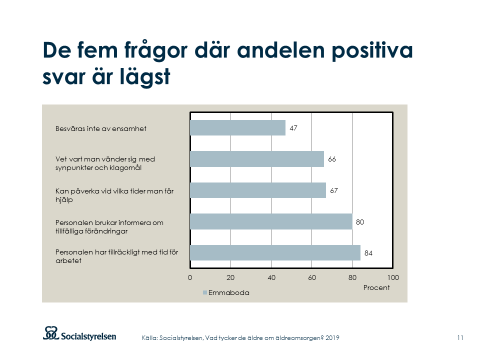 De fem frågor där andelen positiva
svar är lägst
Besväras inte av ensamhet
47
Vet vart man vänder sig med
synpunkter och klagomål
66
Kan påverka vid vilka tider man får
hjälp
67
Personalen brukar informera om
tillfälliga förändringar
80
Personalen har tillräckligt med tid för
arbetet
84
0 20 40 60 80 100
Procent
Emmaboda
Socialstyrelsen
Källa: Socialstyrelsen, Vad tycker de äldre om äldreomsorgen? 2019
11